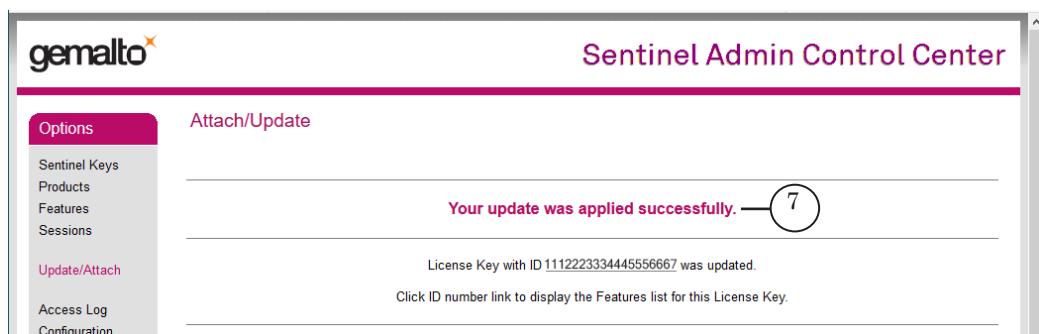 gemalto
Sentinel Admin Control Center
Options
Sentinel Keys
Products
Features
Sessions
Update/Attach
Access Log
Configuration
Attach/Update
Your update was applied successfully.
7
License Key with ID 1112223334445556667 was updated.
Click ID number link to display the Features list for this License Key.